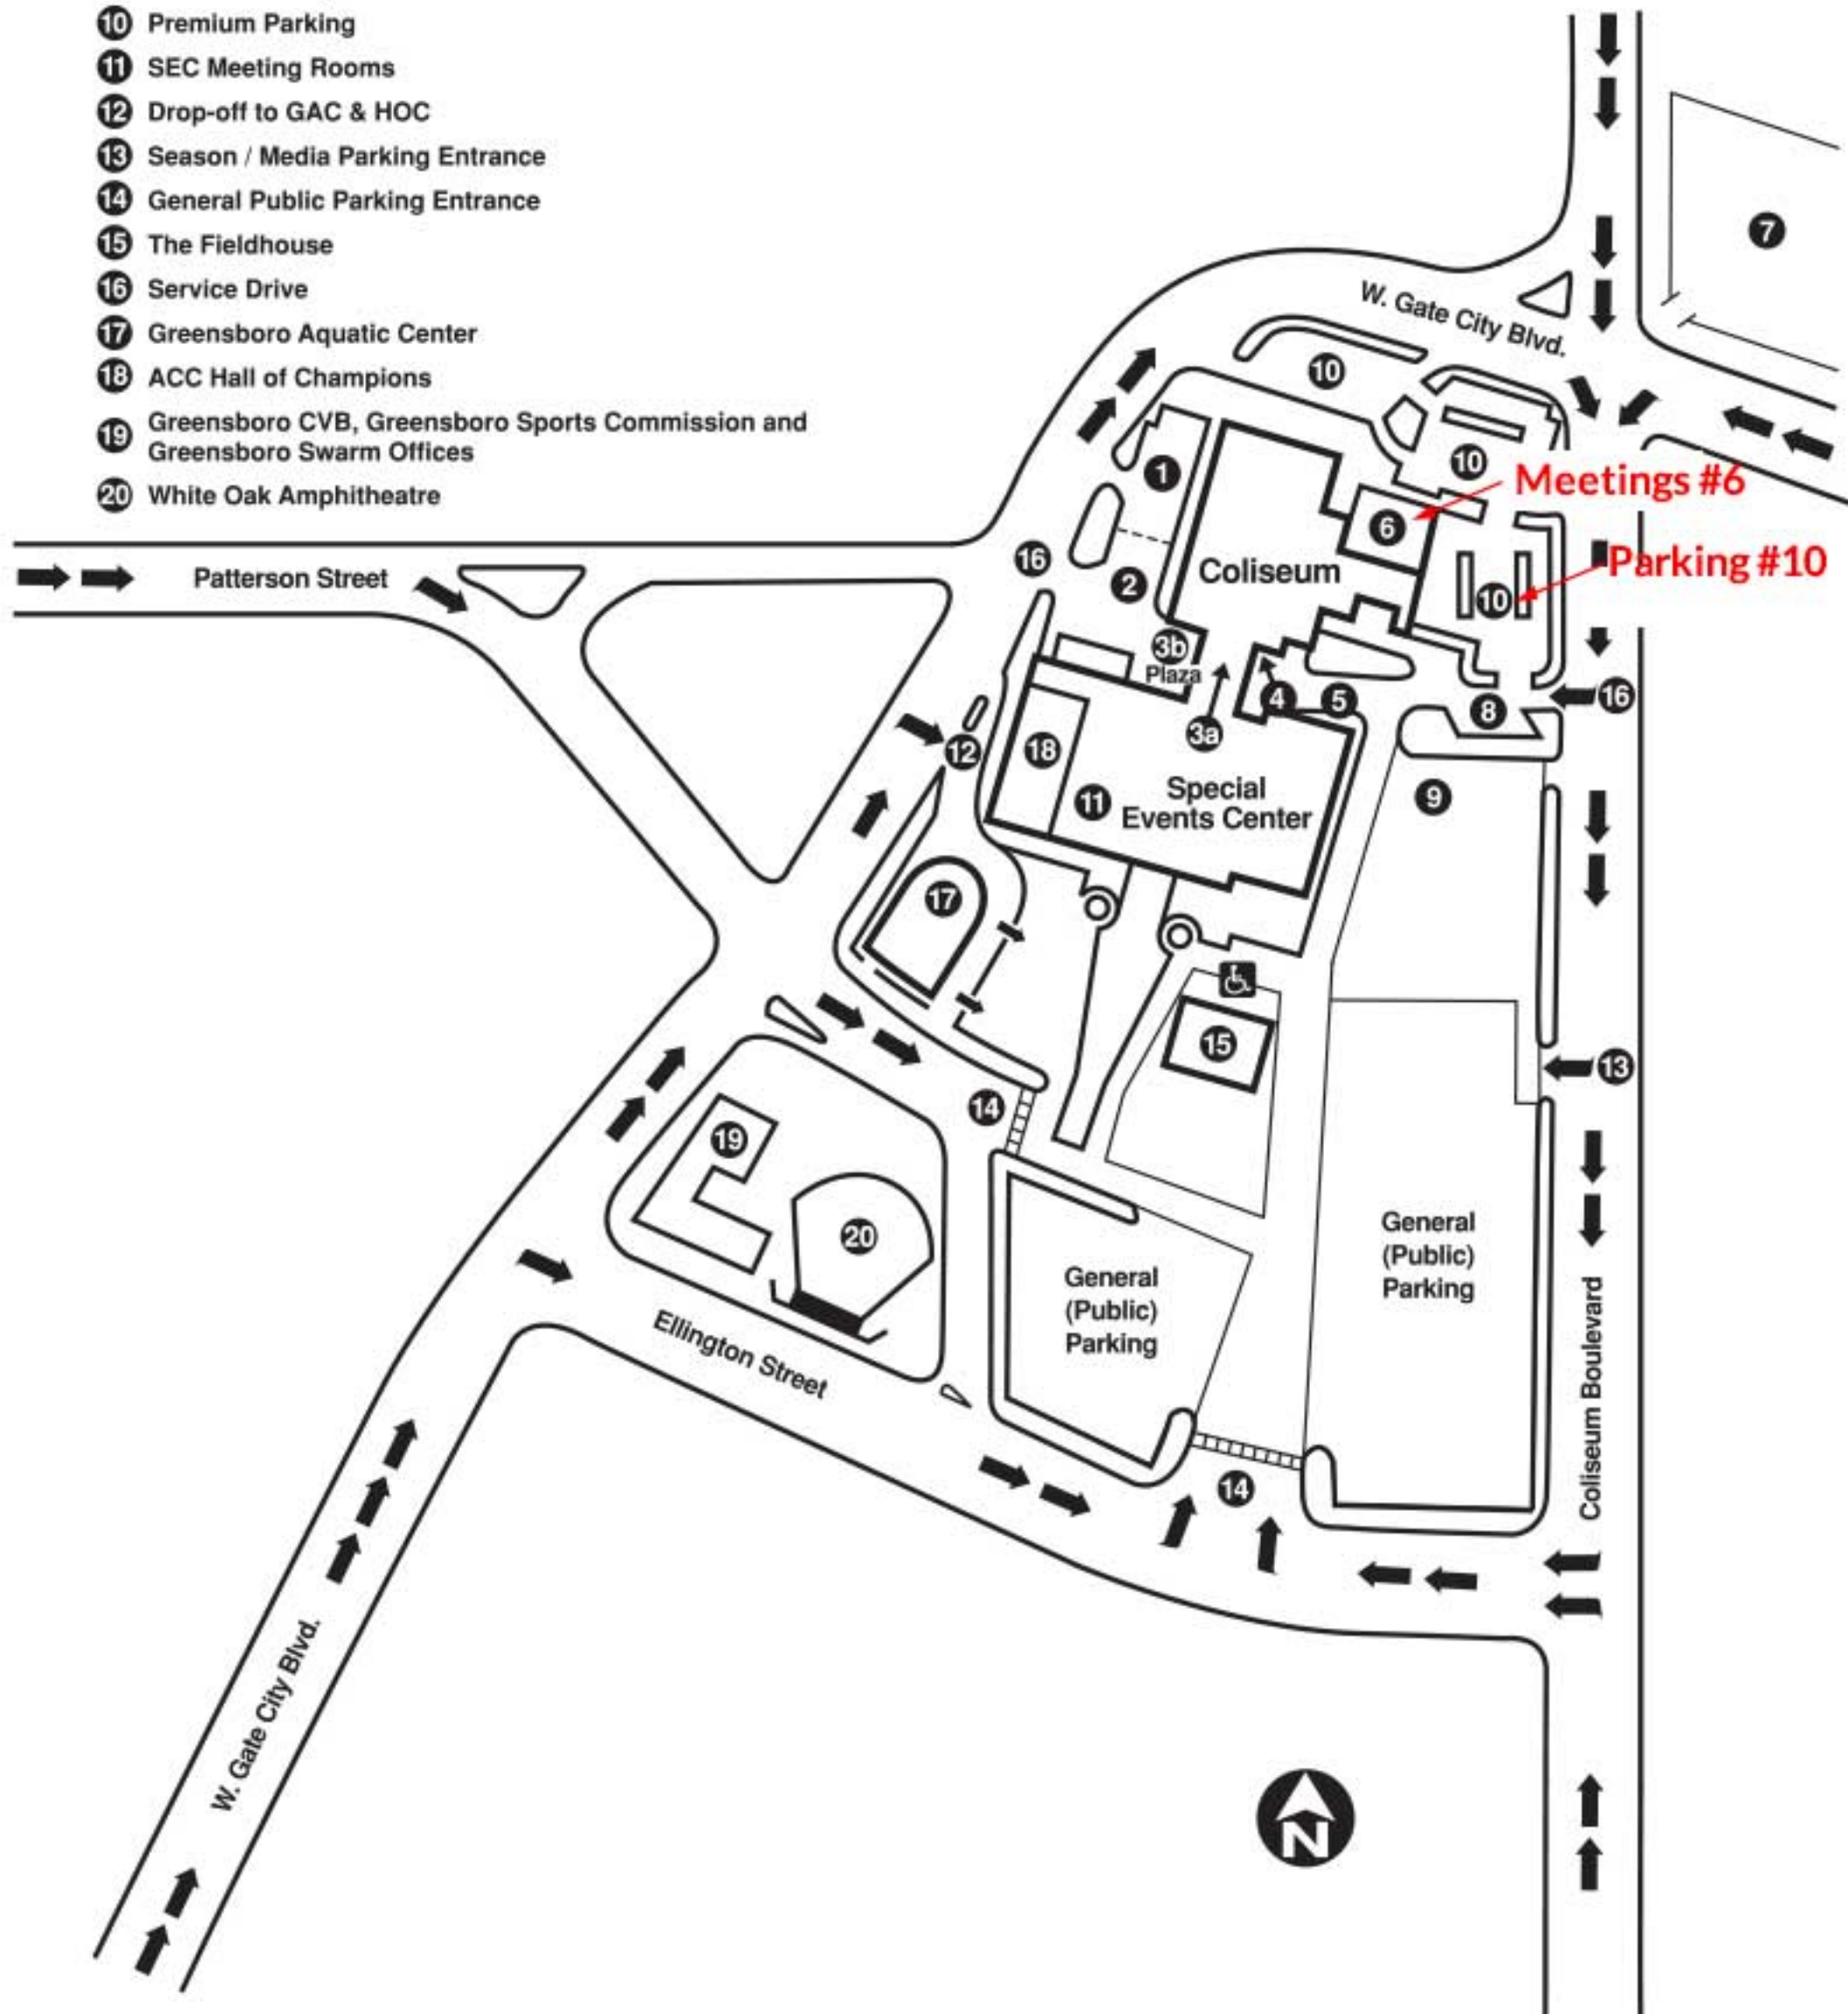 10 Premium Parking
11 SEC Meeting Rooms
12 Drop-off to GAC & HOC
13 Season / Media Parking Entrance
14 General Public Parking Entrance
15 The Fieldhouse
16 Service Drive
17 Greensboro Aquatic Center
18 ACC Hall of Champions
19 Greensboro CVB, Greensboro Sports Commission and
Greensboro Swarm Offices
20 White Oak Amphitheatre
7
W. Gate City Blvd.
10
10
1
Meetings #6
6
16
Coliseum
Parking #10
Patterson Street
2
10
3b
Plaza
4
5
8
16
3a
12
18
9
11
Special
Events Center
17
15
13
14
19
20
General
(Public)
Parking
General
(Public)
Parking
Ellington Street
Coliseum Boulevard
14
W. Gate City Blvd.
N